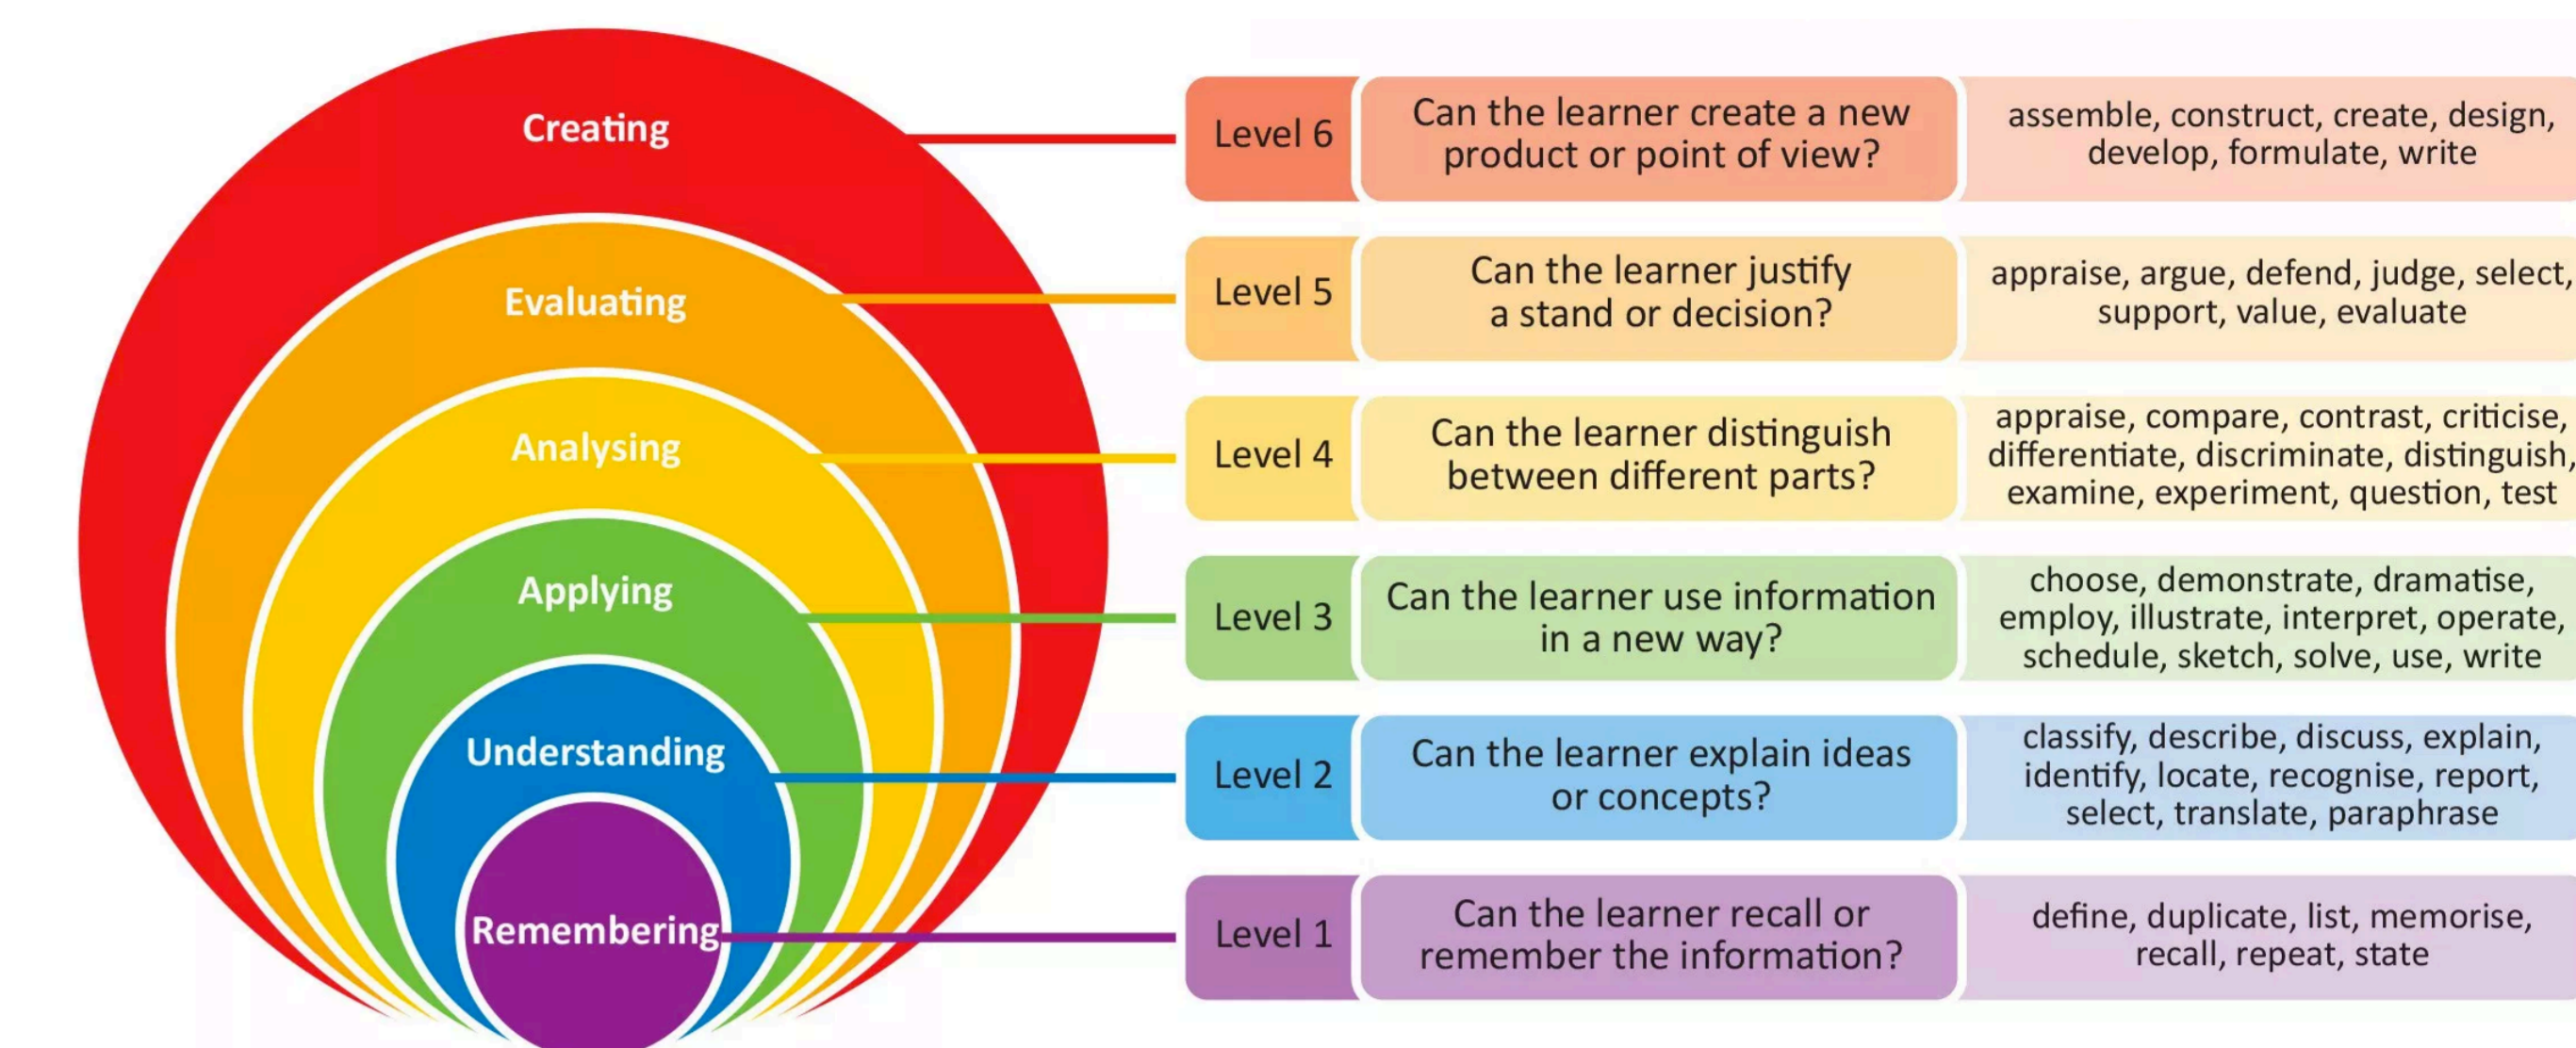 Creating
Level 6
Can the learner create a new
product or point of view?
assemble, construct, create, design,
develop, formulate, write
Evaluating
Level 5
Can the learner justify
a stand or decision?
appraise, argue, defend, judge, select,
support, value, evaluate
Analysing
Level 4
Can the learner distinguish
between different parts?
appraise, compare, contrast, criticise,
differentiate, discriminate, distinguish,
examine, experiment, question, test
Applying
Level 3
Can the learner use information
in a new way?
choose, demonstrate, dramatise,
employ, illustrate, interpret, operate,
schedule, sketch, solve, use, write
Understanding
Level 2
Can the learner explain ideas
or concepts?
classify, describe, discuss, explain,
identify, locate, recognise, report,
select, translate, paraphrase
Remembering
Level 1
Can the learner recall or
remember the information?
define, duplicate, list, memorise,
recall, repeat, state